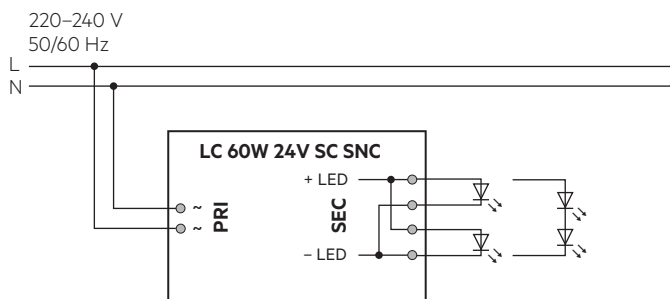 220–240 V
50/60 Hz
L
N
LC 60W 24V SC SNC
+ LED
~
PRI
SEC
~
– LED